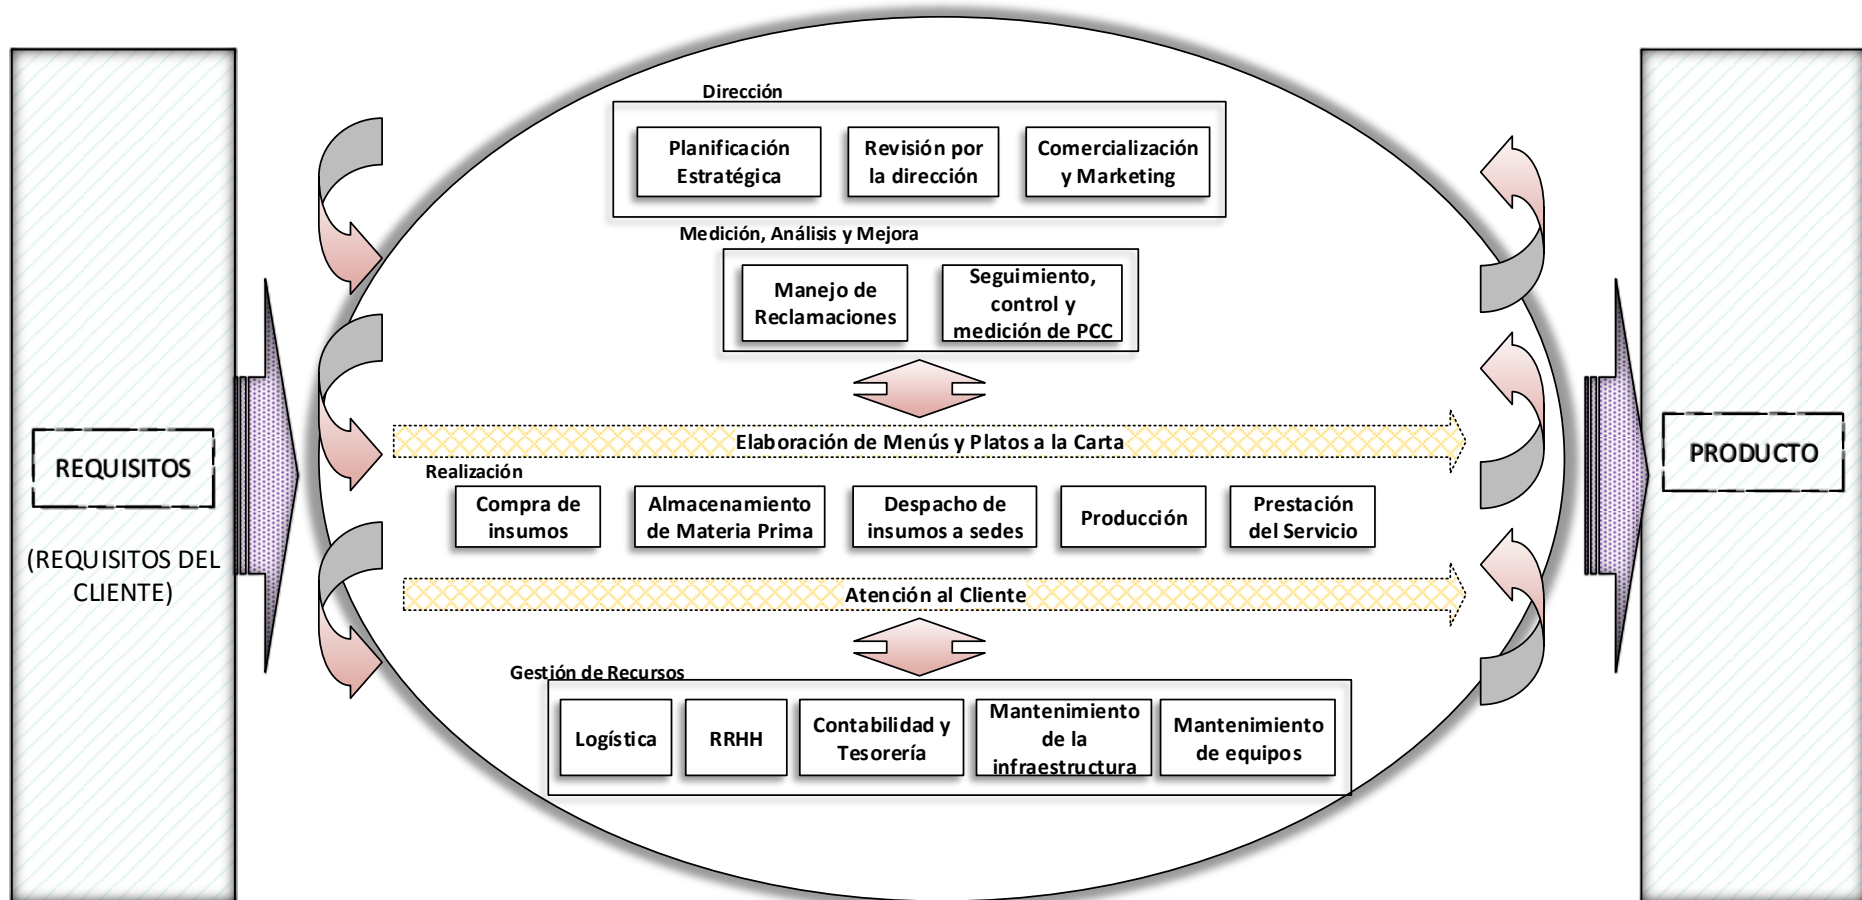 Dirección
Planificación
Estratégica
Revisión por
la dirección
Comercialización
y Marketing
Medición, Análisis y Mejora
Manejo de
Reclamaciones
Seguimiento,
control y
medición de PCC
REQUISITOS
(REQUISITOS DEL
CLIENTE)
Elaboración de Menús y Platos a la Carta
Realización
Compra de
insumos
Almacenamiento
de Materia Prima
Despacho de
insumos a sedes
Producción
Prestación
del Servicio
Atención al Cliente
Gestión de Recursos
Logística
RRHH
Contabilidad y
Tesorería
Mantenimiento
de la
infraestructura
Mantenimiento
de equipos
PRODUCTO